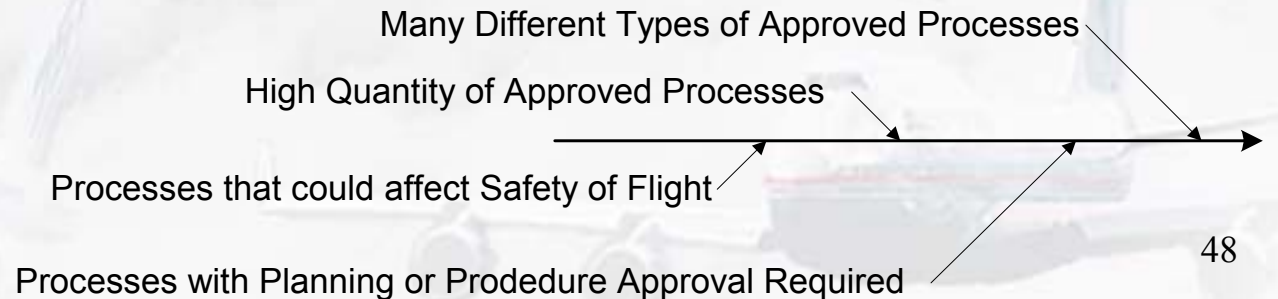 Many Different Types of Approved Processes
High Quantity of Approved Processes
Processes that could affect Safety of Flight
48
Processes with Planning or Prodedure Approval Required